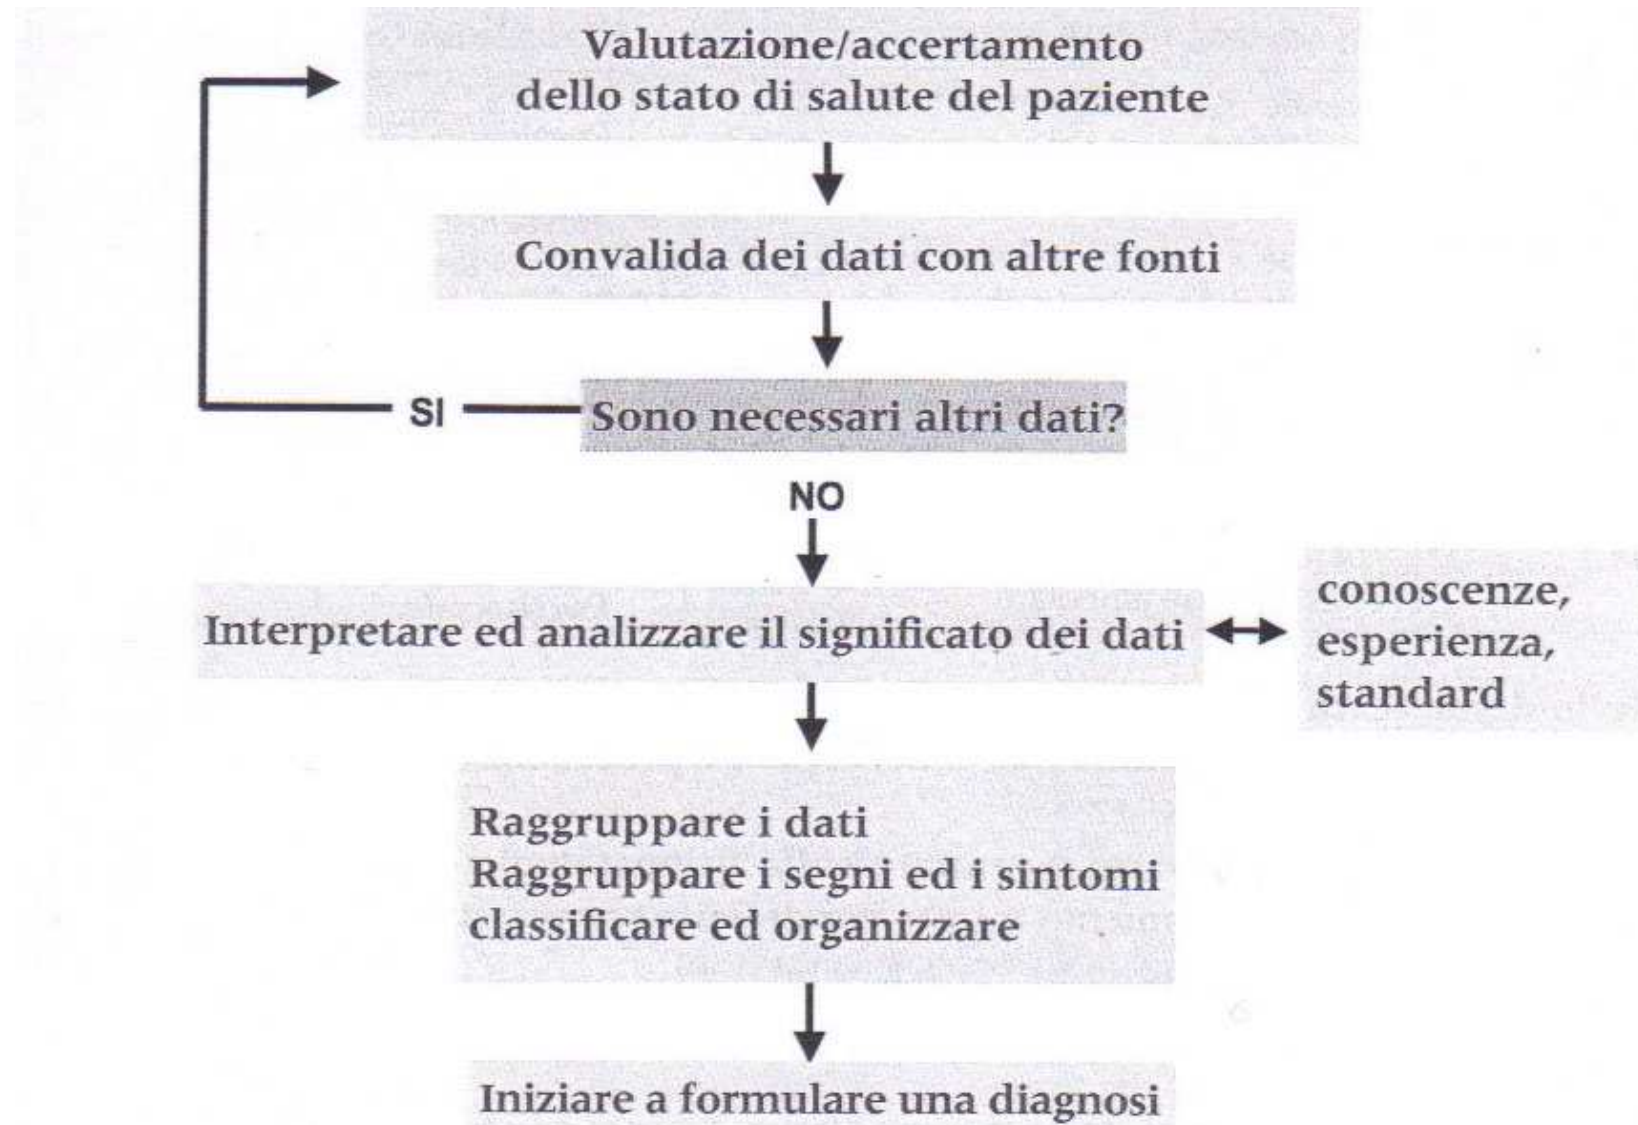 Valutazione/accertamento
dello stato di salute del paziente
Convalida dei dati con altre fonti
SI
Sono necessari altri dati?
NO
Interpretare ed analizzare il significato dei dati
conoscenze,
esperienza,
standard
Raggruppare i dati
Raggruppare i segni ed i sintomi
classificare ed organizzare
Iniziare a formulare una diagnosi